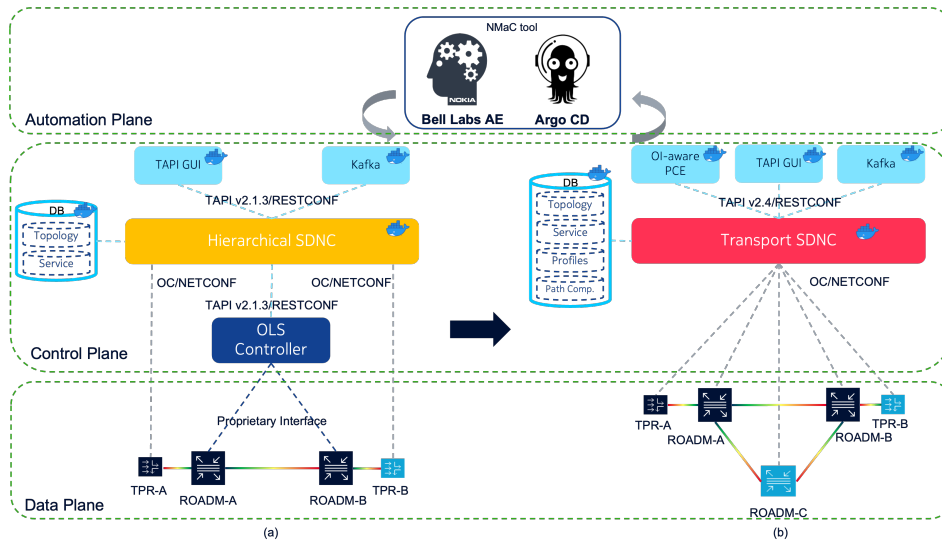 NMaC tool
NOKIA
Bell Labs AE
Argo CD
Automation Plane
TAPI GUI
Kafka
TAPI v2.1.3/RESTCONF
DB
Topology
Service
Hierarchical SDNC
OC/NETCONF
OC/NETCONF
TAPI v2.1.3/RESTCONF
OLS
Controller
Control Plane
OI-aware
PCE
TAPI GUI
Kafka
TAPI v2.4/RESTCONF
DB
Topology
Service
Profiles
Path Comp.
Transport SDNC
OC/NETCONF
Proprietary Interface
TPR-A
ROADM-A
ROADM-B
TPR-B
Data Plane
TPR-A
ROADM-A
ROADM-B
TPR-B
ROADM-C
(a)
(b)